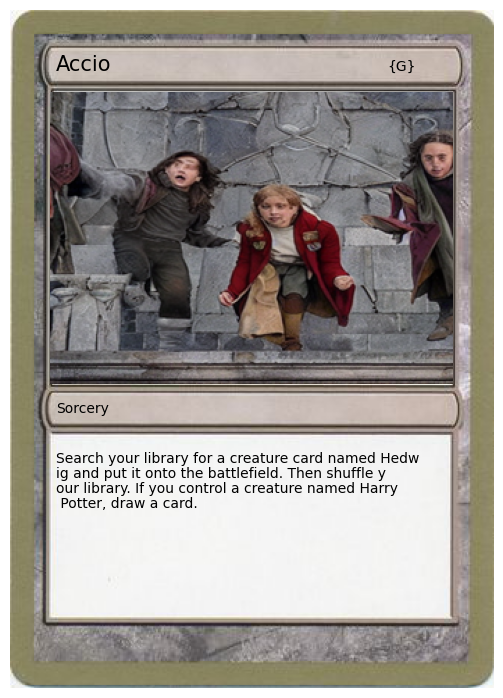 Accio {G}
Sorcery
Search your library for a creature card named Hedw
ig and put it onto the battlefield. Then shuffle y
our library. If you control a creature named Harry
Potter, draw a card.